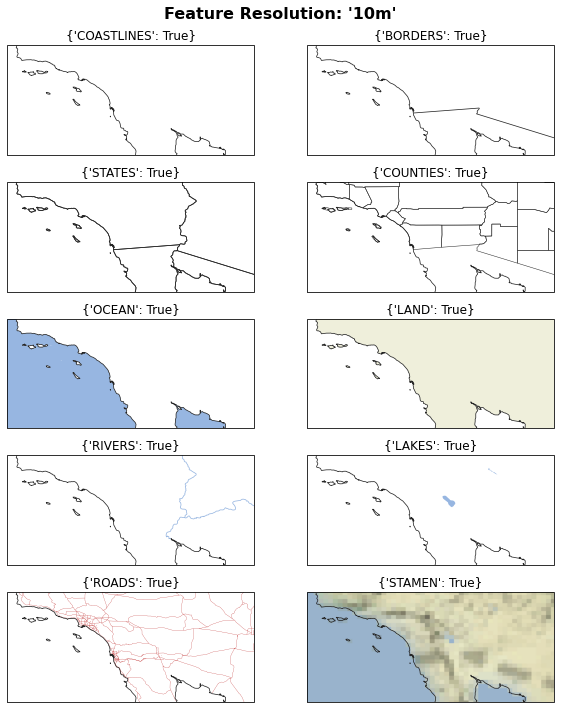 Feature Resolution: '10m'
{'COASTLINES': True}
{'BORDERS': True}
{'STATES': True}
{'COUNTIES': True}
{'OCEAN': True}
{'LAND': True}
{'RIVERS': True}
{'LAKES': True}
{'ROADS': True}
{'STAMEN': True}